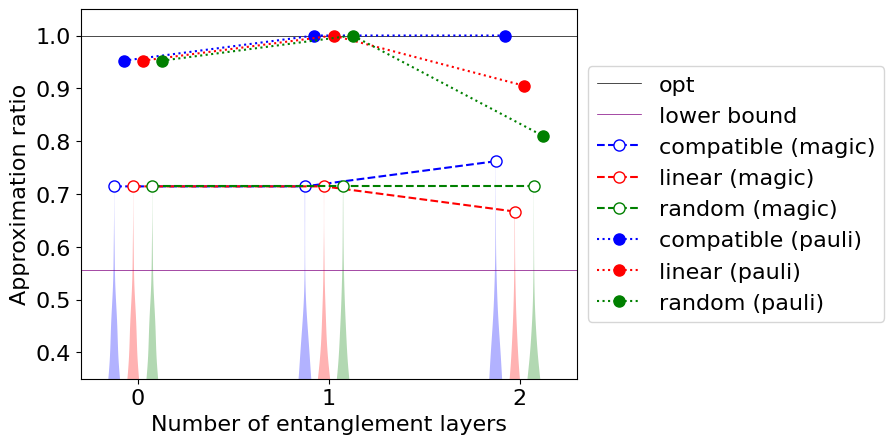 1.0
0.9
0.8
0.7
0.6
0.5
0.4
Approximation ratio
0 1 2
Number of entanglement layers
opt
lower bound
compatible (magic)
linear (magic)
random (magic)
compatible (pauli)
linear (pauli)
random (pauli)